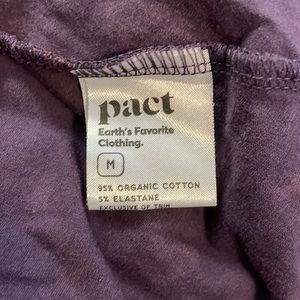 pact
Earth's Favorite
Clothing.
M
95% ORGANIC COTTON
5% ELASTANE
EXCLUSIVE OF TRIM